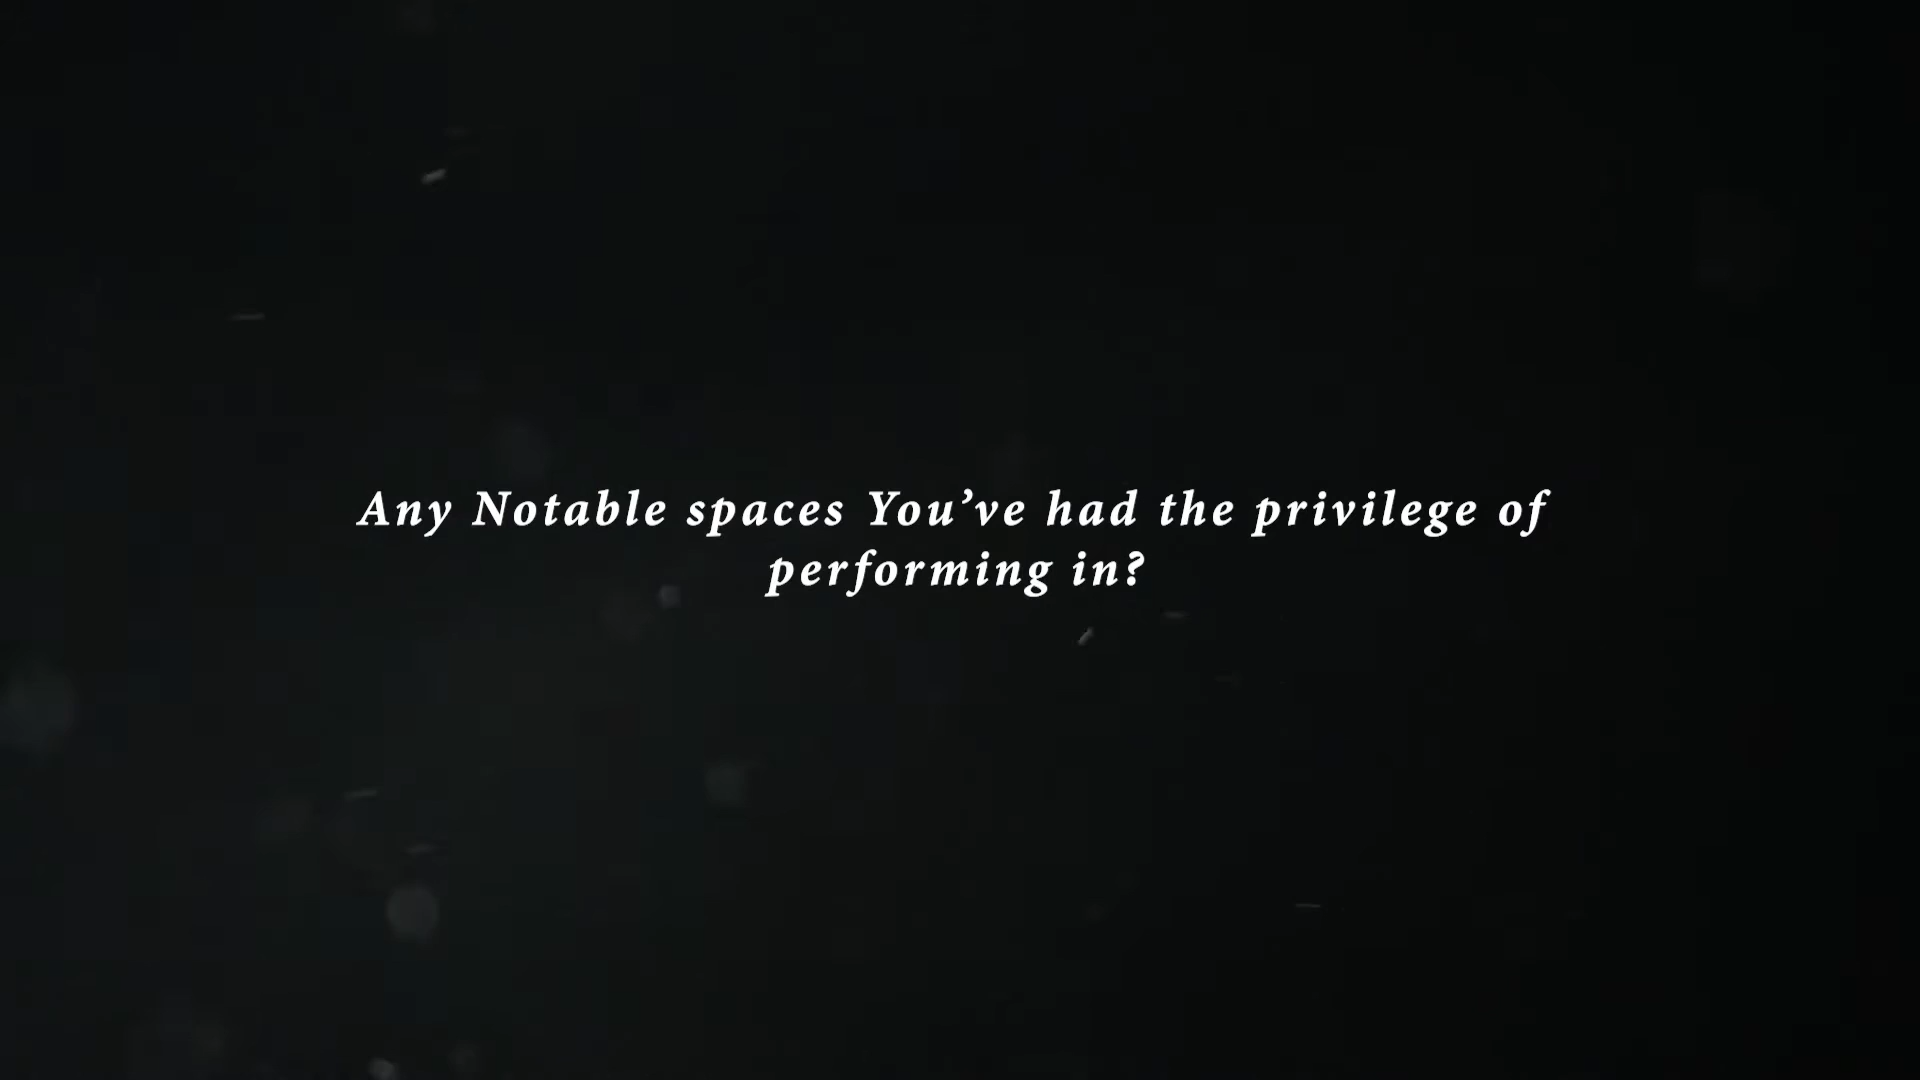 Any Notable spaces You’ve had the privilege of
performing in?